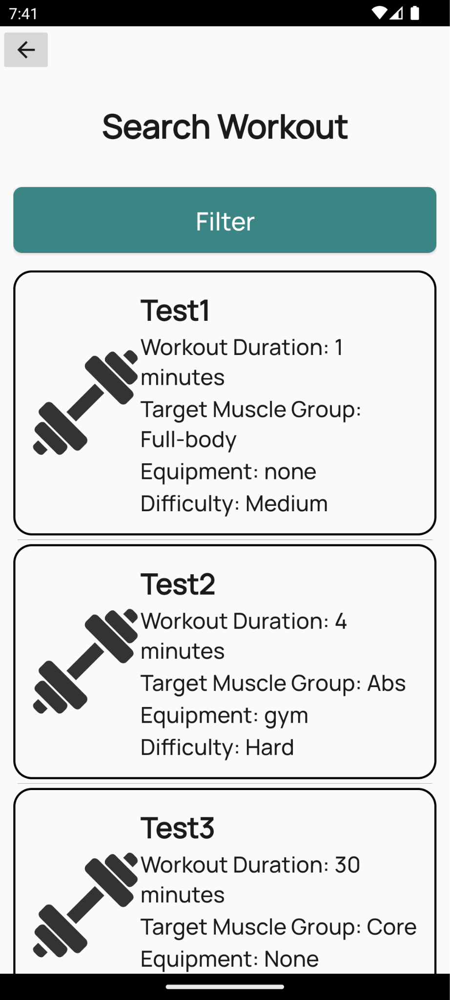 7:41
Search Workout
Filter
Test1
Workout Duration: 1
minutes
Target Muscle Group:
Full-body
Equipment: none
Difficulty: Medium
Test2
Workout Duration: 4
minutes
Target Muscle Group: Abs
Equipment: gym
Difficulty: Hard
Test3
Workout Duration: 30
minutes
Target Muscle Group: Core
Equipment: None